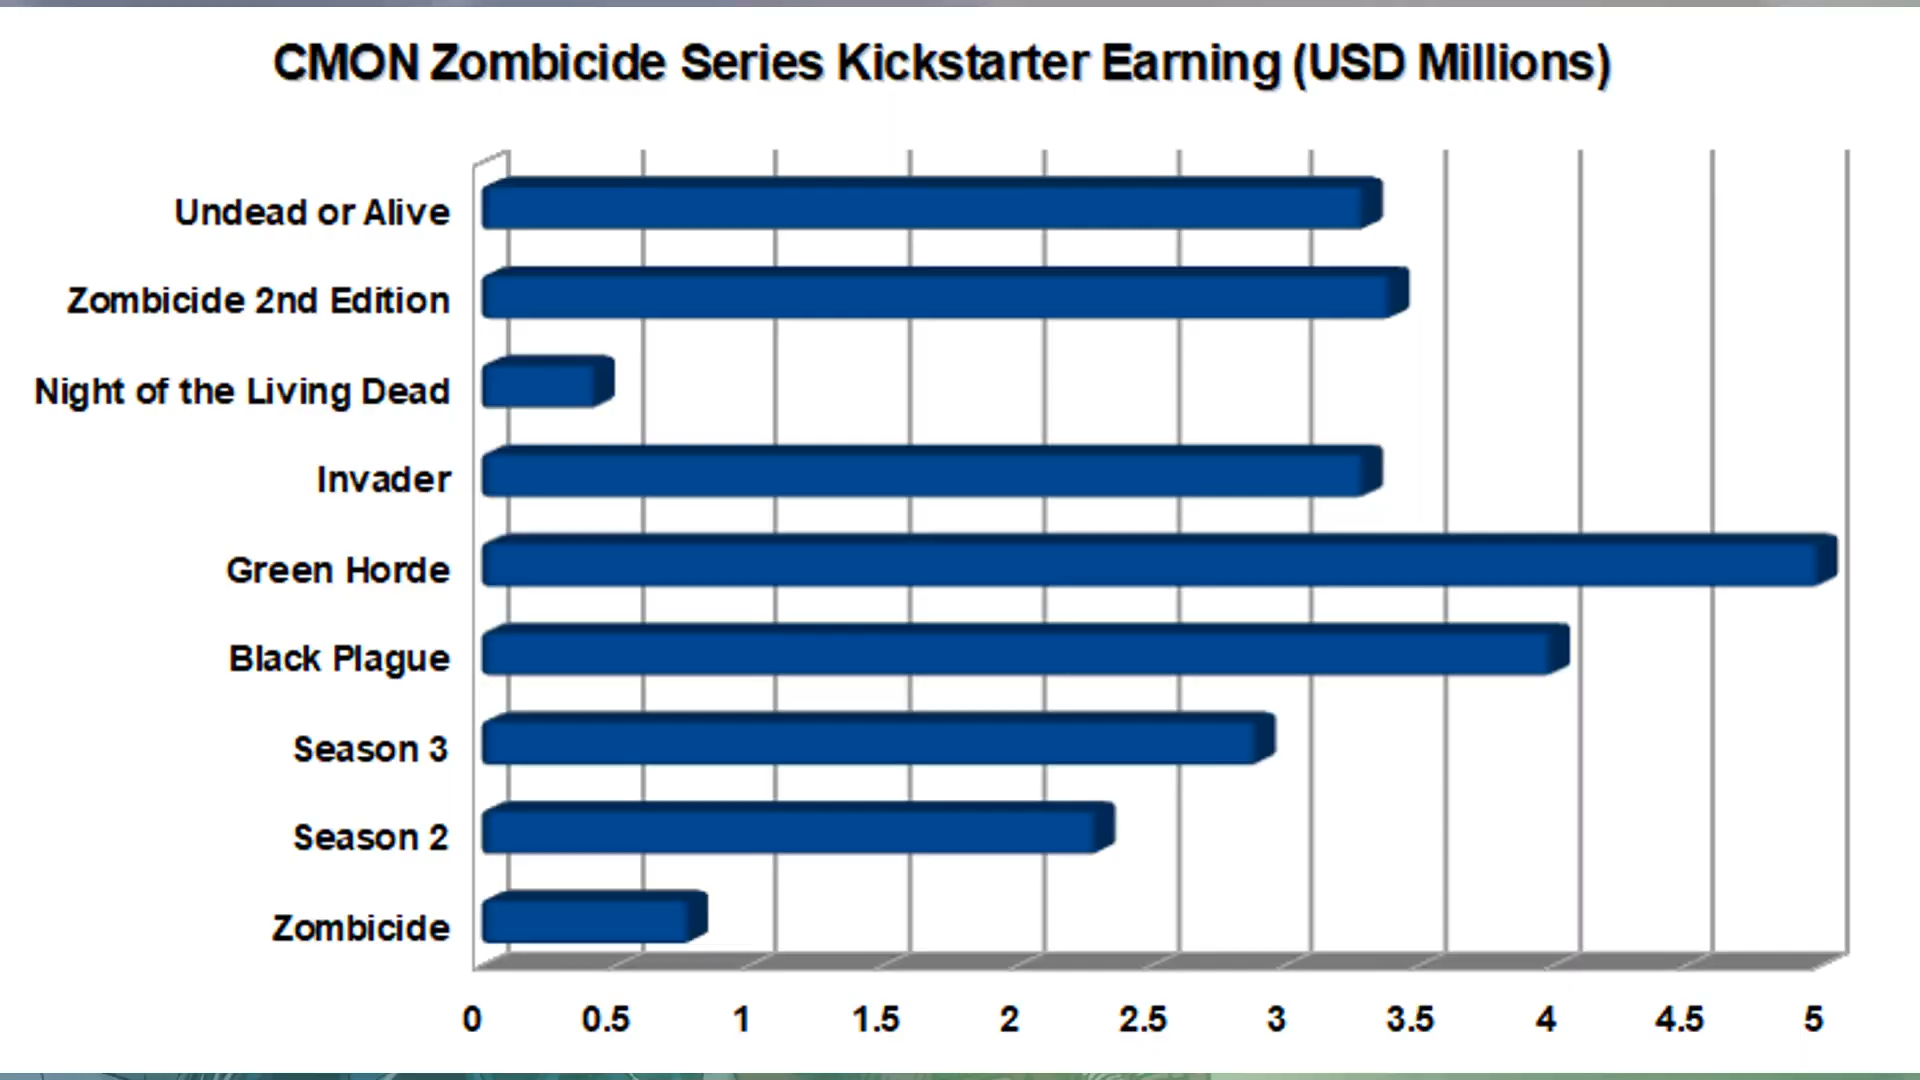 CMON Zombicide Series Kickstarter Earning (USD Millions)
Undead or Alive
Zombicide 2nd Edition
Night of the Living Dead
Invader
Green Horde
Black Plague
Season 3
Season 2
Zombicide
0 0.5 1 1.5 2 2.5 3 3.5 4 4.5 5